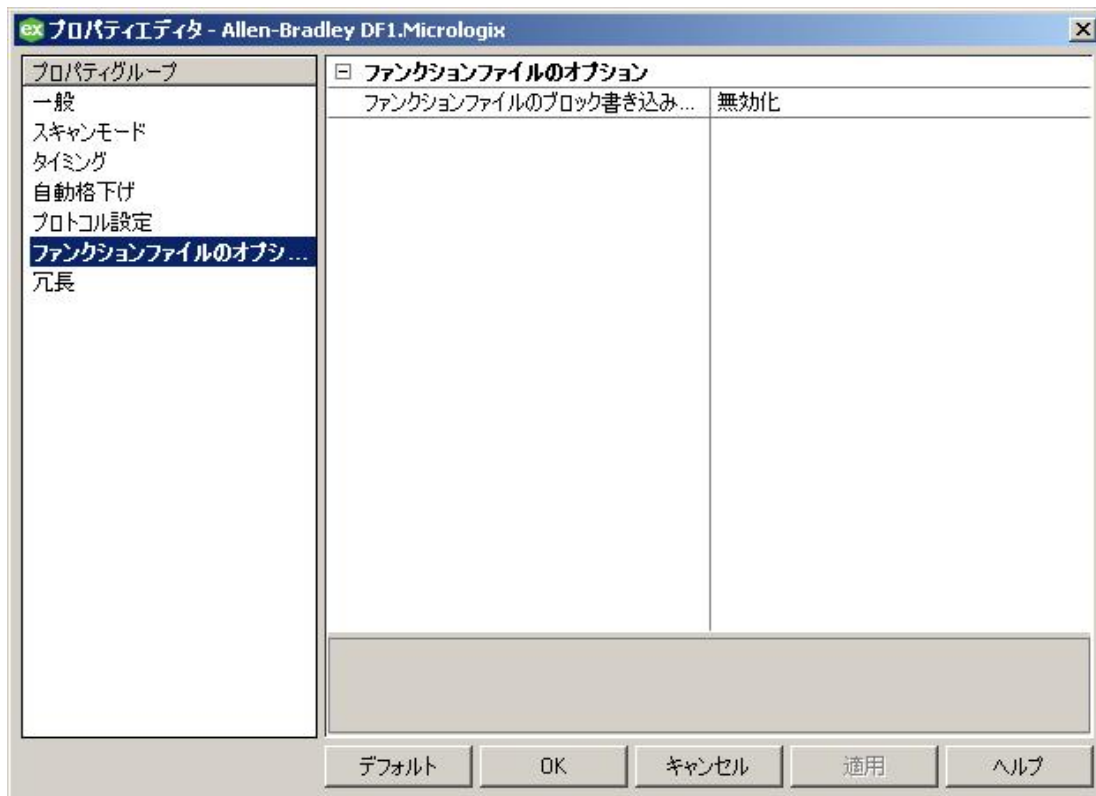 ex プロパティエディタ - Allen-Bradley DF1.Micrologix
プロパティグループ
一般
スキャンモード
タイミング
自動格下げ
プロトコル設定
ファンクションファイルのオプシ...
冗長
ファンクションファイルのオプション
ファンクションファイルのブロック書き込み... 無効化
デフォルト OK キャンセル 適用 ヘルプ